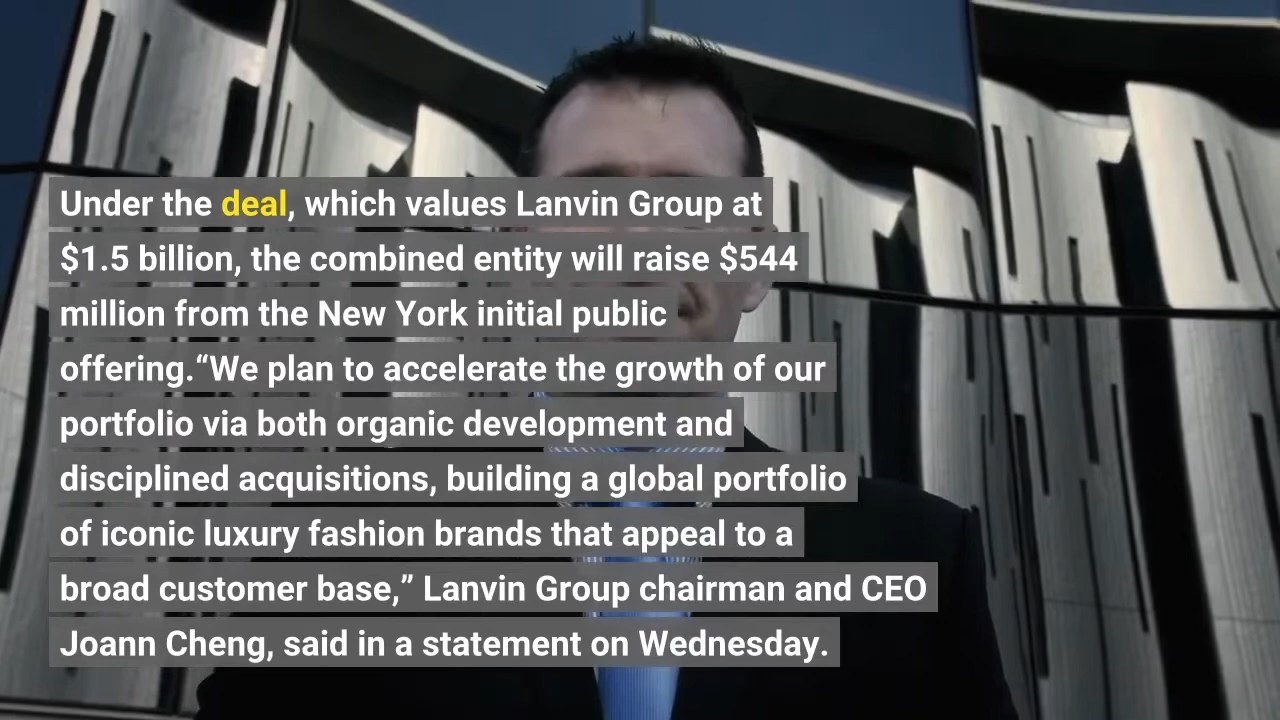 Under the deal, which values Lanvin Group at
$1.5 billion, the combined entity will raise $544
million from the New York initial public
offering.“We plan to accelerate the growth of our
portfolio via both organic development and
disciplined acquisitions, building a global portfolio
of iconic luxury fashion brands that appeal to a
broad customer base,” Lanvin Group chairman and CEO
Joann Cheng, said in a statement on Wednesday.